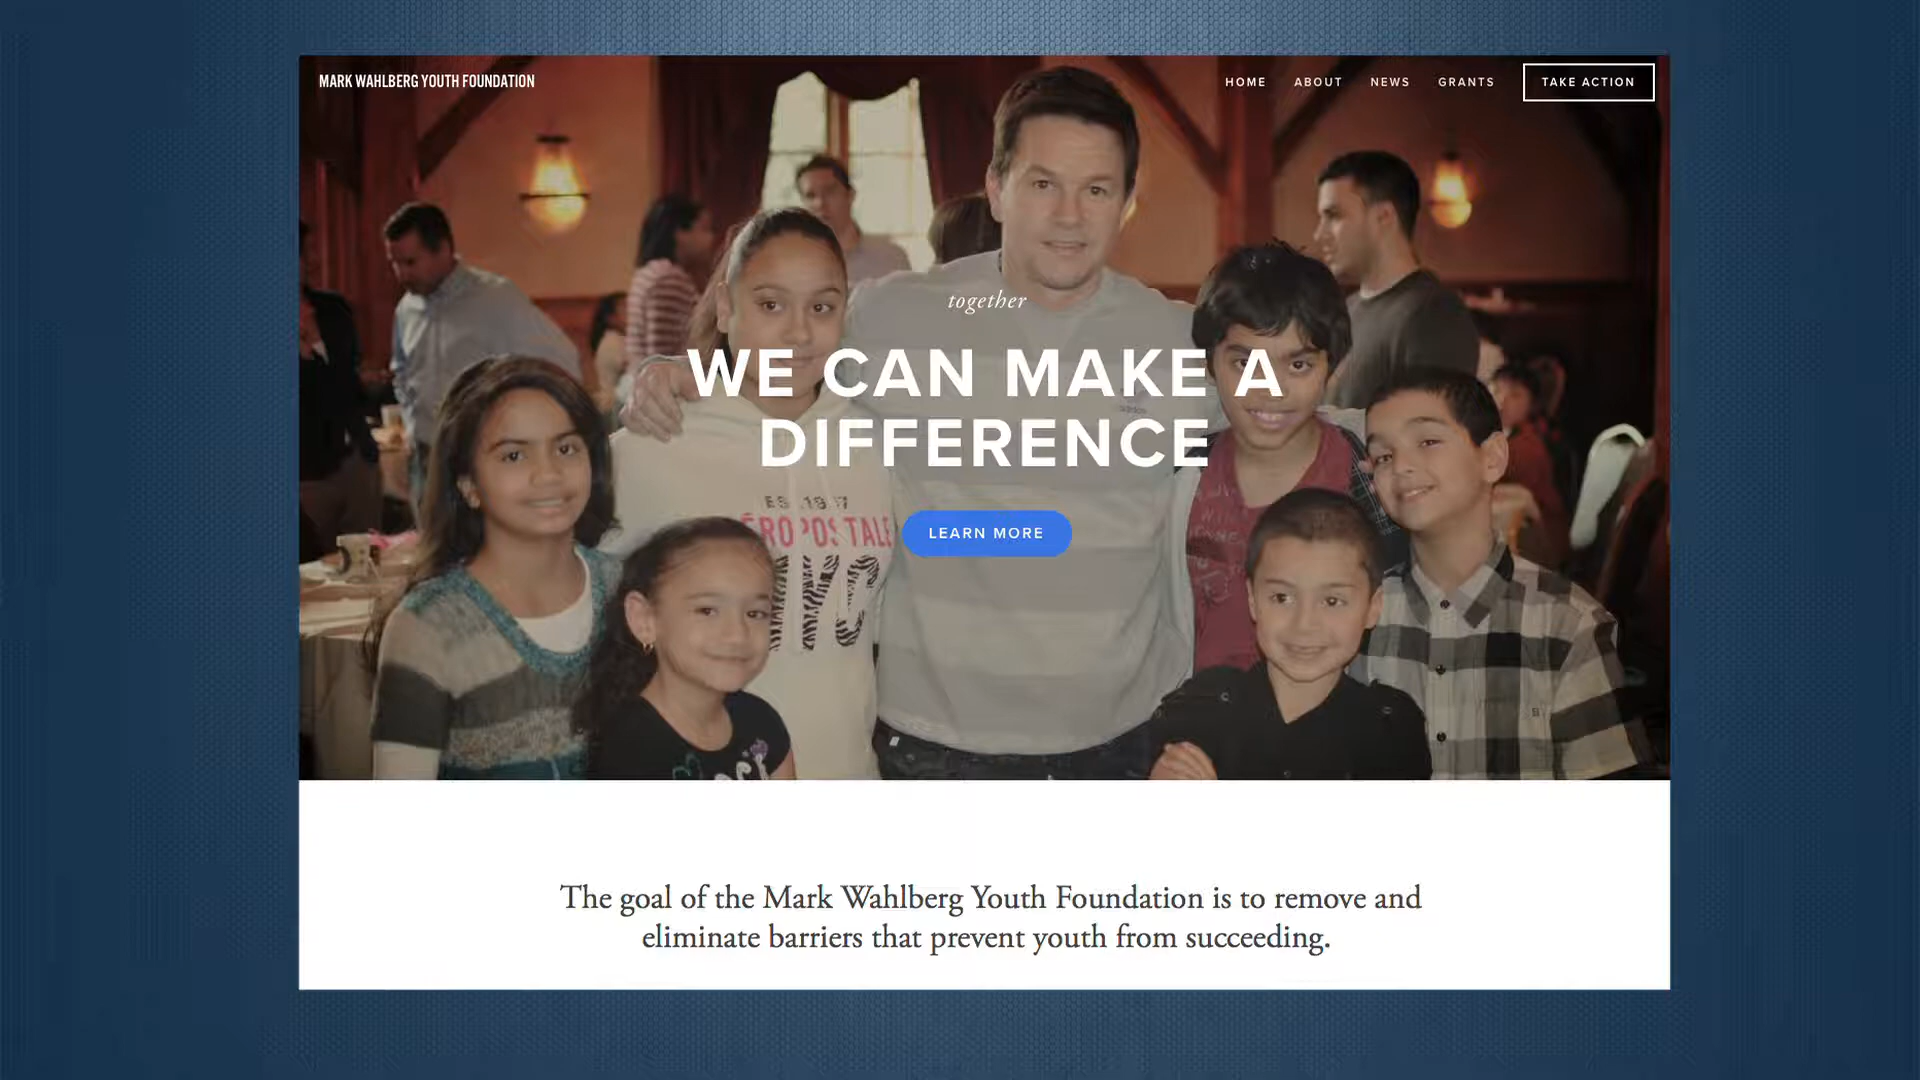 MARK WAHLBERG YOUTH FOUNDATION
HOME ABOUT NEWS GRANTS TAKE ACTION
together
WE CAN MAKE A
DIFFERENCE
LEARN MORE
adidas
The goal of the Mark Wahlberg Youth Foundation is to remove and
eliminate barriers that prevent youth from succeeding.